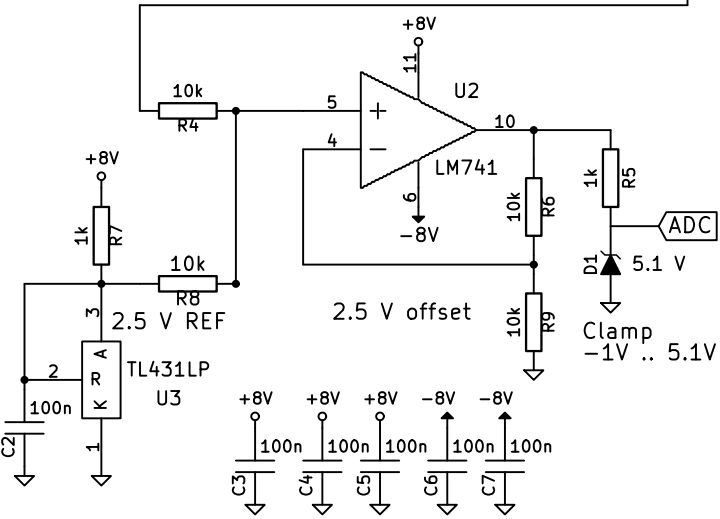 +8V
11
U2
10k
R4
5
4
10
LM741
6
-8V
+8V
1k
R7
10k
R8
3
2.5 V REF
A
R
K
2
1
TL431LP
U3
100n
C2
10k
R6
10k
R9
1k
R5
ADC
D1
5.1 V
2.5 V offset
Clamp
-1V .. 5.1V
+8V
+8V
+8V
-8V
-8V
100n
100n
100n
100n
100n
C3
C4
C5
C6
C7